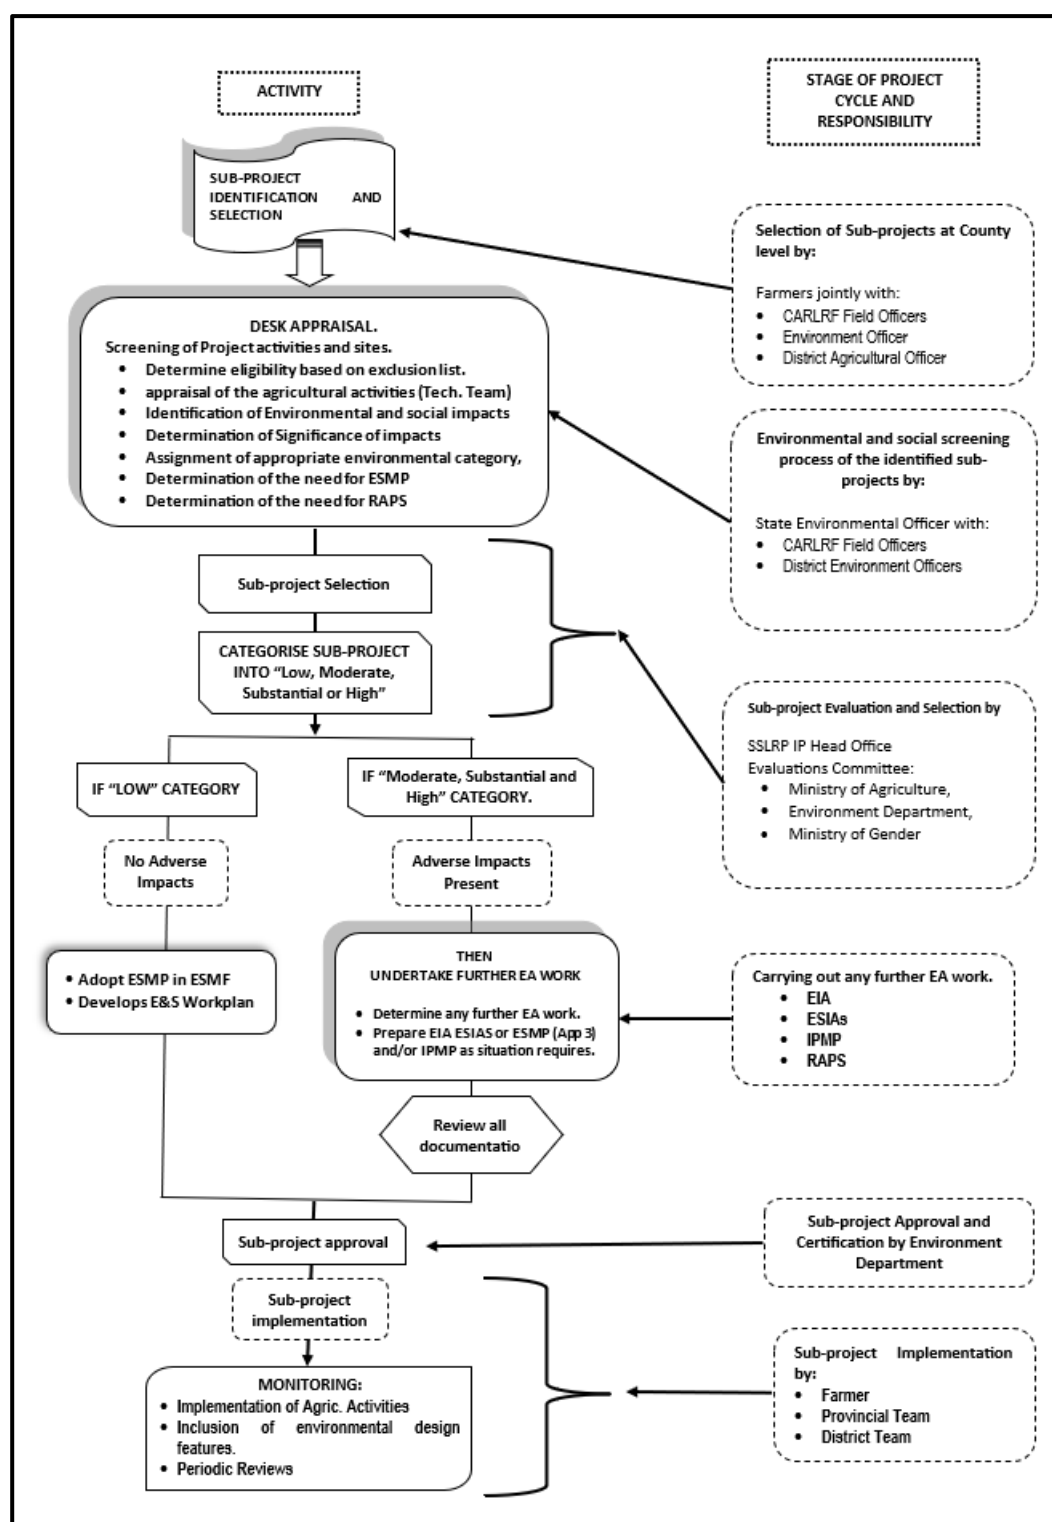 ACTIVITY
STAGE OF PROJECT
CYCLE AND
RESPONSIBILITY
SUB-PROJECT
IDENTIFICATION AND
SELECTION
Selection of Sub-projects at County
level by:
Farmers jointly with:
• CARLRF Field Officers
• Environment Officer
• District Agricultural Officer
DESK APPRAISAL.
Screening of Project activities and sites.
• Determine eligibility based on exclusion list.
• appraisal of the agricultural activities (Tech. Team)
• Identification of Environmental and social impacts
• Determination of Significance of impacts
• Assignment of appropriate environmental category,
• Determination of the need for ESMP
• Determination of the need for RAPS
Environmental and social screening
process of the identified sub-
projects by:
State Environmental Officer with:
• CARLRF Field Officers
• District Environment Officers
Sub-project Selection
CATEGORISE SUB-PROJECT
INTO “Low, Moderate,
Substantial or High”
Sub-project Evaluation and Selection by
SSLRP IP Head Office
Evaluations Committee:
• Ministry of Agriculture,
• Environment Department,
• Ministry of Gender
IF “LOW” CATEGORY
IF “Moderate, Substantial and
High” CATEGORY.
No Adverse
Impacts
Adverse Impacts
Present
• Adopt ESMP in ESMF
• Develops E&S Workplan
THEN
UNDERTAKE FURTHER EA WORK
• Determine any further EA work.
• Prepare EIA ESIAS or ESMP (App 3)
and/or IPMP as situation requires.
Carrying out any further EA work.
• EIA
• ESIAs
• IPMP
• RAPS
Review all
documentatio
Sub-project approval
Sub-project Approval and
Certification by Environment
Department
Sub-project
implementation
MONITORING:
• Implementation of Agric. Activities
• Inclusion of environmental design
features.
• Periodic Reviews
Sub-project Implementation
by:
• Farmer
• Provincial Team
• District Team